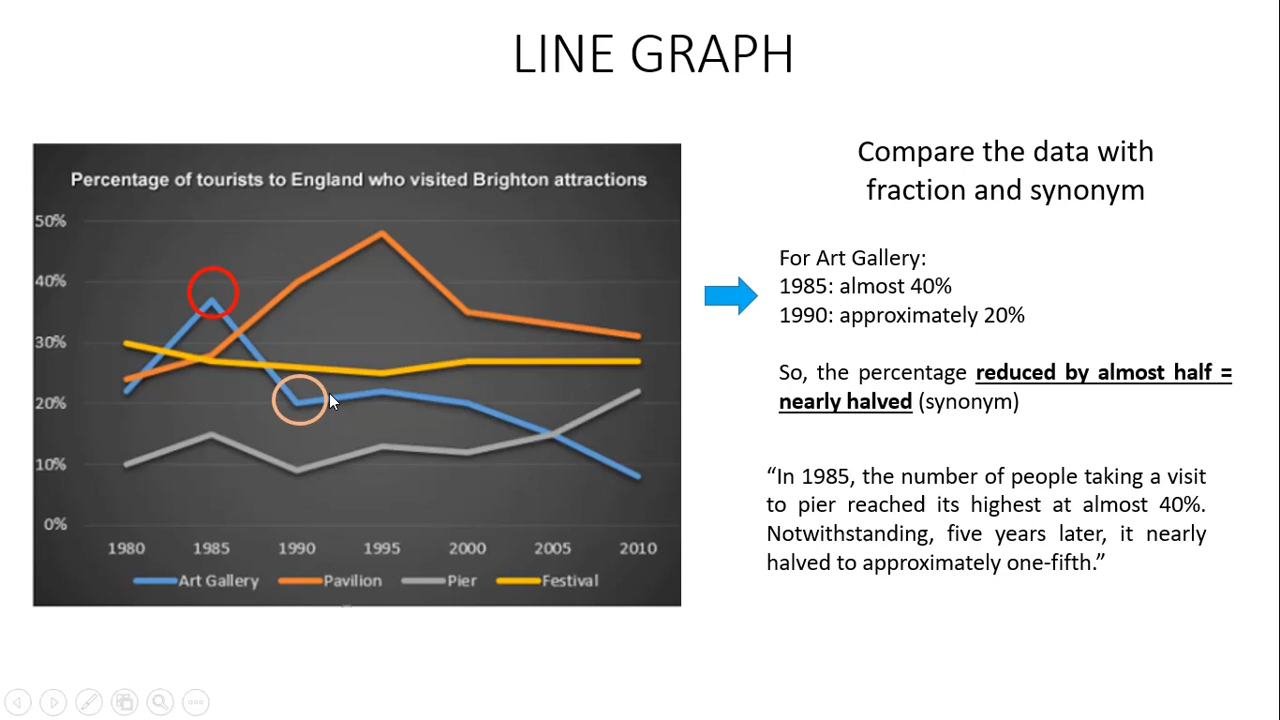 LINE GRAPH
Percentage of tourists to England who visited Brighton attractions
50%
40%
30%
20%
10%
0%
1980 1985 1990 1995 2000 2005 2010
Art Gallery Pavilion Pier Festival
Compare the data with
fraction and synonym
For Art Gallery:
1985: almost 40%
1990: approximately 20%
So, the percentage reduced by almost half =
nearly halved (synonym)
“In 1985, the number of people taking a visit
to pier reached its highest at almost 40%.
Notwithstanding, five years later, it nearly
halved to approximately one-fifth.”